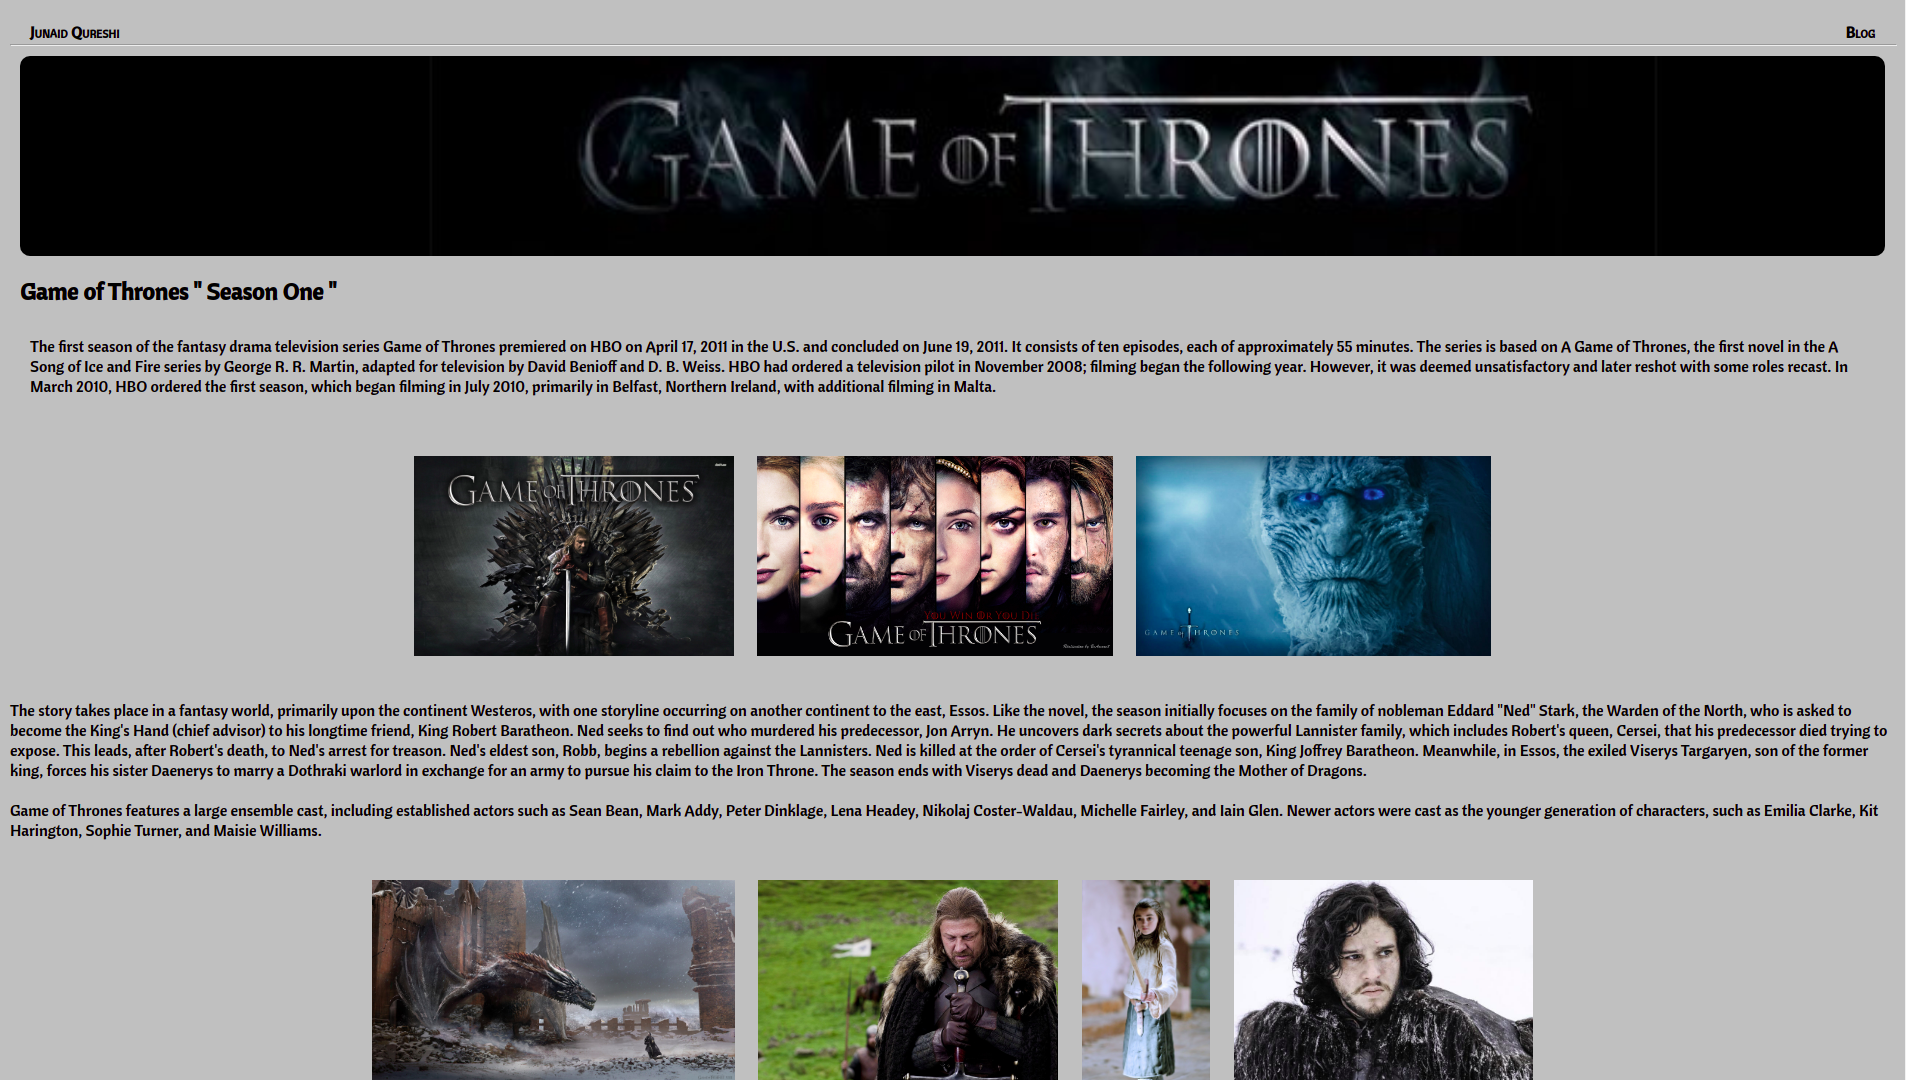 Junaid Qureshi
Blog
GAME OF THRONES
Game of Thrones " Season One "
The first season of the fantasy drama television series Game of Thrones premiered on HBO on April 17, 2011 in the U.S. and concluded on June 19, 2011. It consists of ten episodes, each of approximately 55 minutes. The series is based on A Game of Thrones, the first novel in the A
Song of Ice and Fire series by George R. R. Martin, adapted for television by David Benioff and D. B. Weiss. HBO had ordered a television pilot in November 2008; filming began the following year. However, it was deemed unsatisfactory and later reshot with some roles recast. In
March 2010, HBO ordered the first season, which began filming in July 2010, primarily in Belfast, Northern Ireland, with additional filming in Malta.
GAME OF THRONES
YOU WIN OR YOU DIE
GAME OF THRONES
GAME OF THRONES
The story takes place in a fantasy world, primarily upon the continent Westeros, with one storyline occurring on another continent to the east, Essos. Like the novel, the season initially focuses on the family of nobleman Eddard "Ned" Stark, the Warden of the North, who is asked to
become the King's Hand (chief advisor) to his longtime friend, King Robert Baratheon. Ned seeks to find out who murdered his predecessor, Jon Arryn. He uncovers dark secrets about the powerful Lannister family, which includes Robert's queen, Cersei, that his predecessor died trying to
expose. This leads, after Robert's death, to Ned's arrest for treason. Ned's eldest son, Robb, begins a rebellion against the Lannisters. Ned is killed at the order of Cersei's tyrannical teenage son, King Joffrey Baratheon. Meanwhile, in Essos, the exiled Viserys Targaryen, son of the former
king, forces his sister Daenerys to marry a Dothraki warlord in exchange for an army to pursue his claim to the Iron Throne. The season ends with Viserys dead and Daenerys becoming the Mother of Dragons.
Game of Thrones features a large ensemble cast, including established actors such as Sean Bean, Mark Addy, Peter Dinklage, Lena Headey, Nikolaj Coster-Waldau, Michelle Fairley, and Iain Glen. Newer actors were cast as the younger generation of characters, such as Emilia Clarke, Kit
Harington, Sophie Turner, and Maisie Williams.